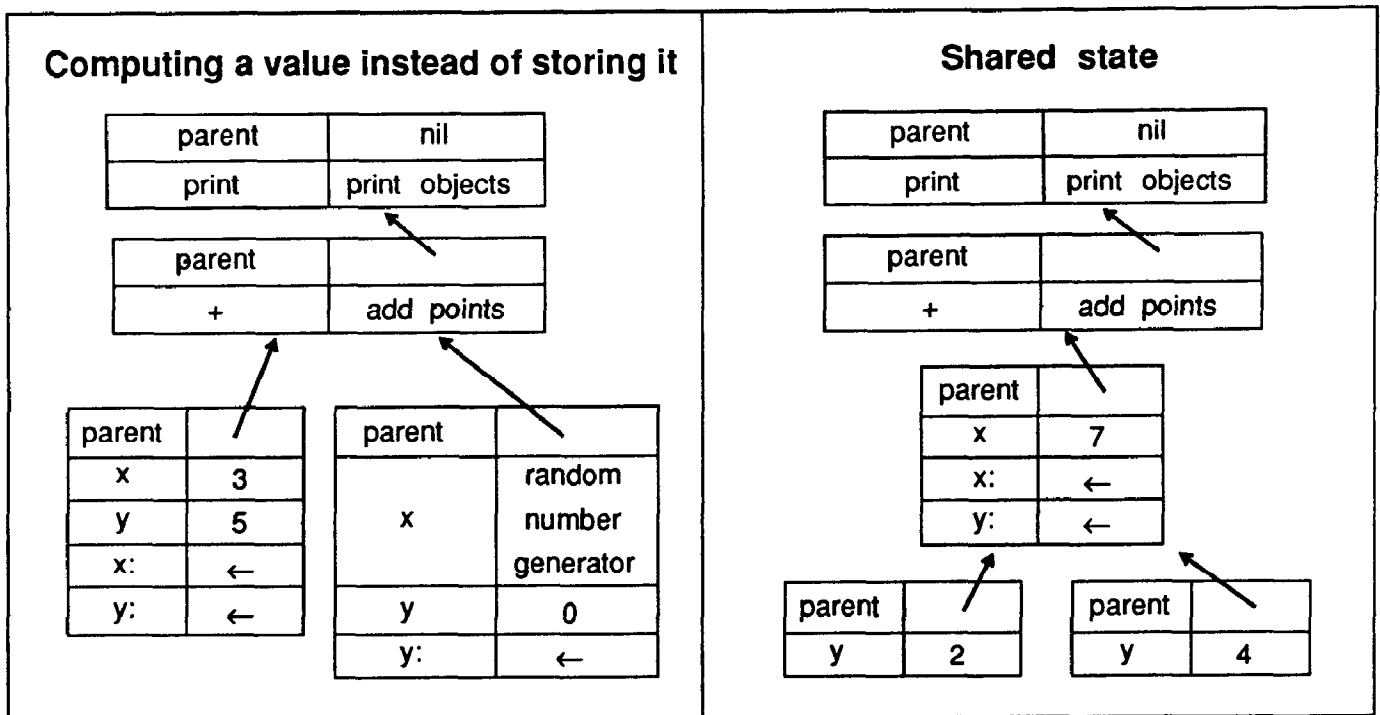 Computing a value instead of storing it
parent nil
print print objects
parent
+ add points
parent
x 3
y 5
x: ←
y: ←
parent
x random number generator
y 0
y: ←
Shared state
parent nil
print print objects
parent
+ add points
parent
x 7
x: ←
y: ←
parent
y 2
parent
y 4